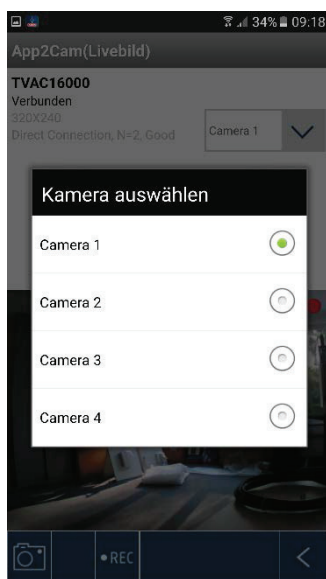 34% 09:18
App2Cam(Livebild)
TVAC16000
Verbunden
320X240
Direct Connection, N=2, Good
Camera 1
Kamera auswählen
Camera 1
Camera 2
Camera 3
Camera 4
REC